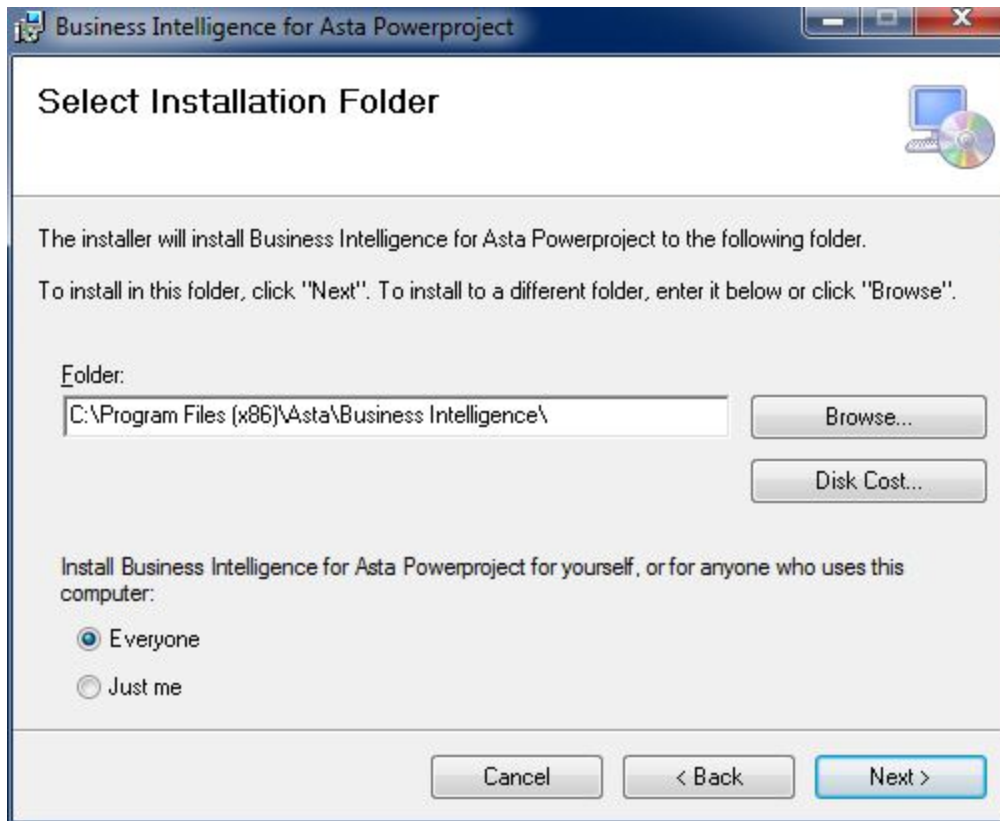 Business Intelligence for Asta Powerproject
Select Installation Folder
The installer will install Business Intelligence for Asta Powerproject to the following folder.
To install in this folder, click "Next". To install to a different folder, enter it below or click "Browse".
Folder:
C:\Program Files (x86)\Asta\Business Intelligence\
Browse...
Disk Cost...
Install Business Intelligence for Asta Powerproject for yourself, or for anyone who uses this
computer:
Everyone
Just me
Cancel
< Back
Next >